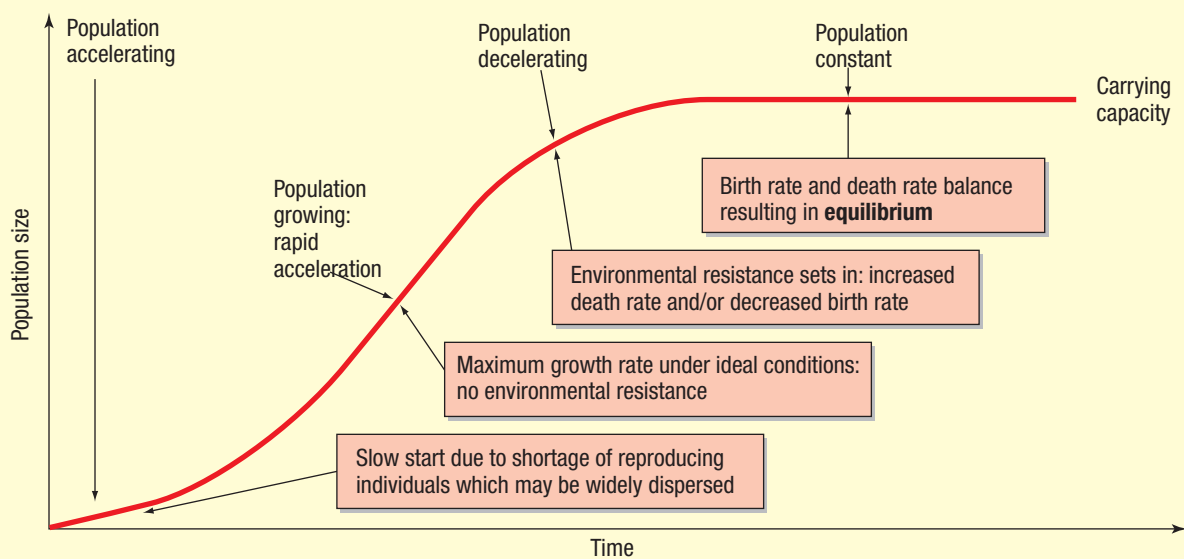 Population
accelerating
Population
decelerating
Population
constant
Carrying
capacity
Birth rate and death rate balance
resulting in equilibrium
Population
growing:
rapid
acceleration
Environmental resistance sets in: increased
death rate and/or decreased birth rate
Maximum growth rate under ideal conditions:
no environmental resistance
Slow start due to shortage of reproducing
individuals which may be widely dispersed
Population size
Time